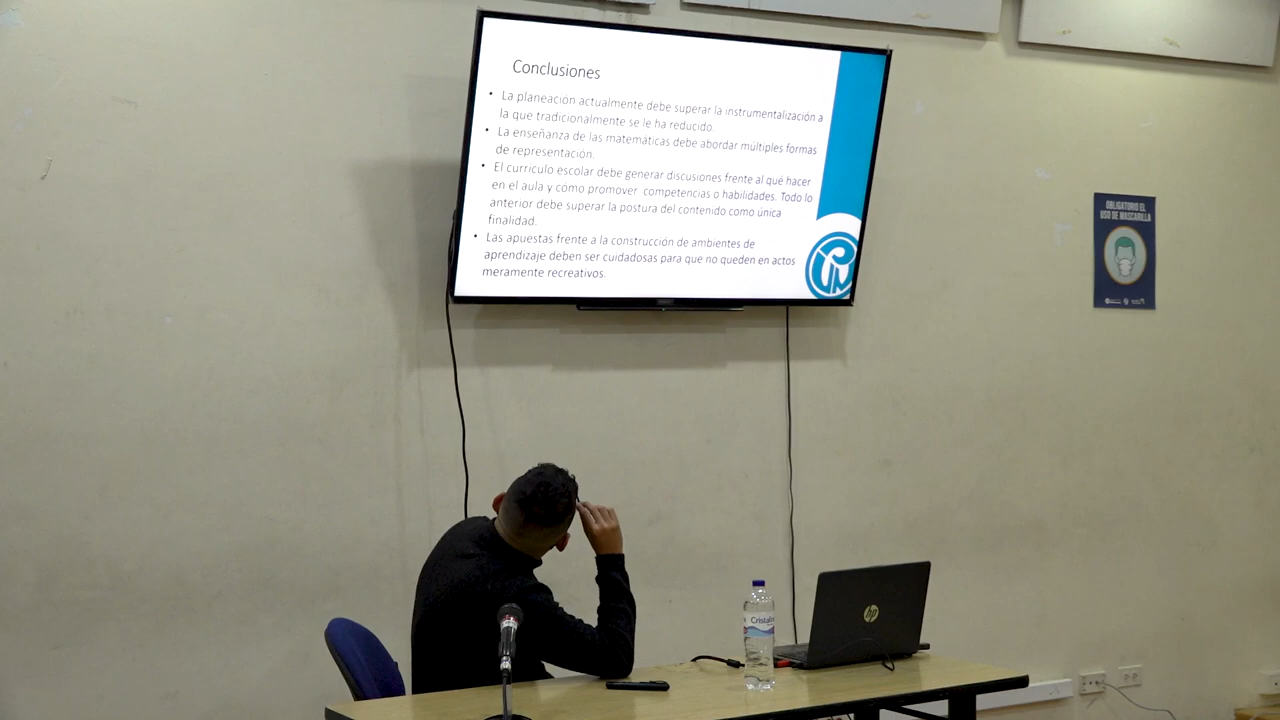 Conclusiones
• La planeación actualmente debe superar la instrumentalización a
la que tradicionalmente se le ha reducido.
• La enseñanza de las matemáticas debe abordar múltiples formas
de representación.
• El currículo escolar debe generar discusiones frente al qué hacer
en el aula y cómo promover competencias o habilidades. Todo lo
anterior debe superar la postura del contenido como única
finalidad.
• Las apuestas frente a la construcción de ambientes de
aprendizaje deben ser cuidadosas para que no queden en actos
meramente recreativos.
OBLIGATORIO EL
USO DE MASCARILLA
hp